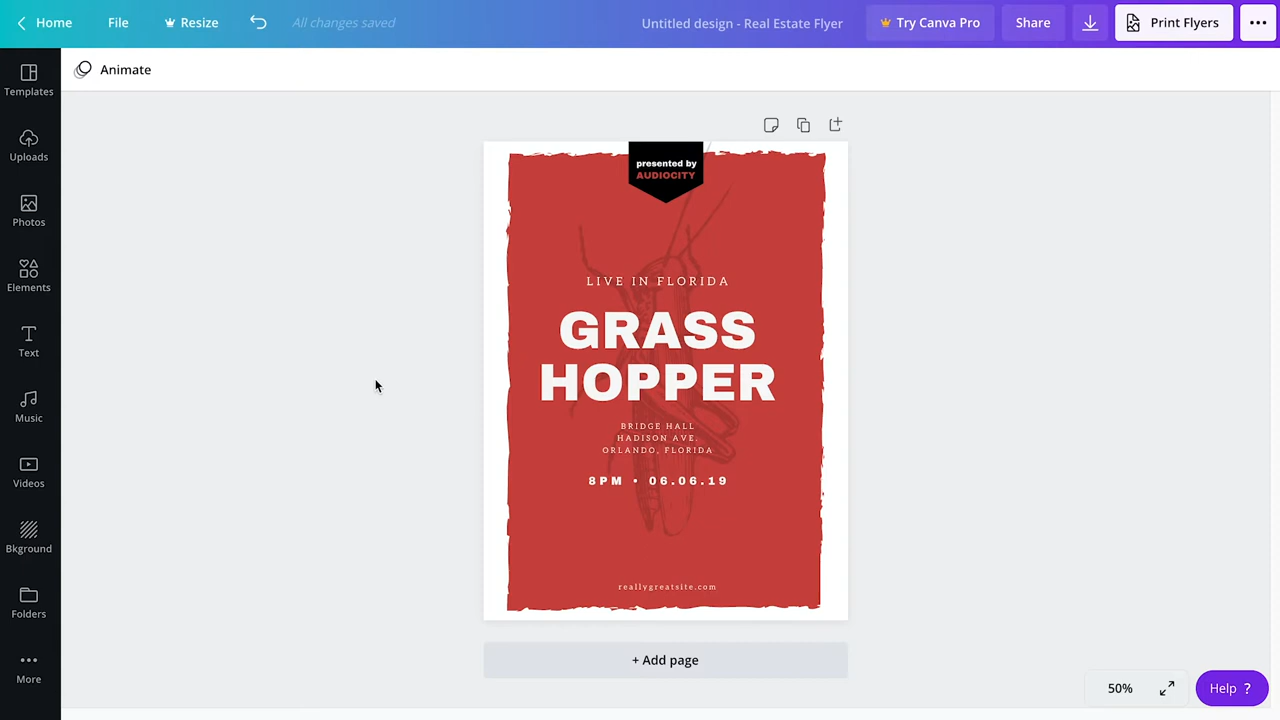 Home
File
Resize
All changes saved
Untitled design - Real Estate Flyer
Try Canva Pro
Share
Print Flyers
Animate
Templates
Uploads
Photos
Elements
Text
Music
Videos
Bkground
Folders
More
presented by
AUDIOCITY
LIVE IN FLORIDA
GRASS
HOPPER
BRIDGE HALL
HADISON AVE.
ORLANDO, FLORIDA
8PM • 06.06.19
reallygreatsite.com
+ Add page
50%
Help ?